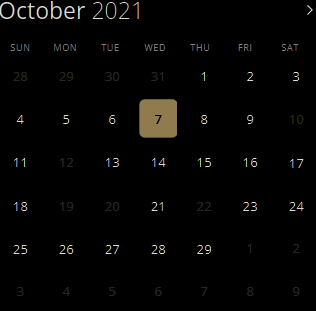 October 2021
SUN MON TUE WED THU FRI SAT
28 29 30 31 1 2 3
4 5 6 7 8 9 10
11 12 13 14 15 16 17
18 19 20 21 22 23 24
25 26 27 28 29 1 2
3 4 5 6 7 8 9